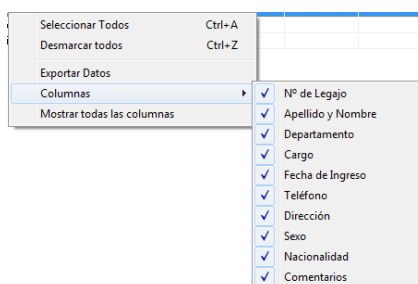 Seleccionar Todos Ctrl+A
Desmarcar todos Ctrl+Z
Exportar Datos
Columnas
Mostrar todas las columnas
Nº de Legajo
Apellido y Nombre
Departamento
Cargo
Fecha de Ingreso
Teléfono
Dirección
Sexo
Nacionalidad
Comentarios